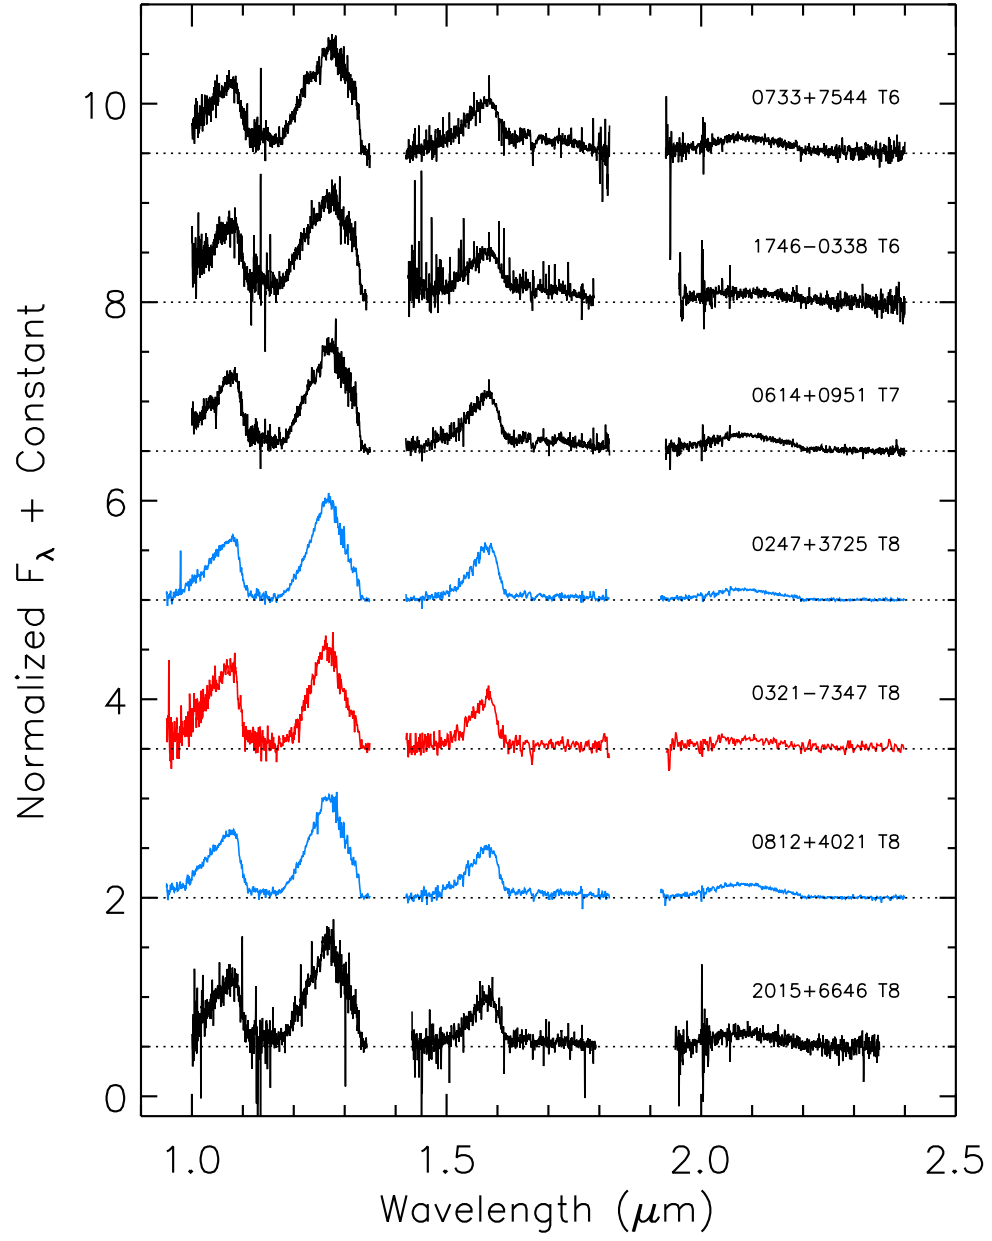 10
8
6
4
2
0
Normalized Fλ + Constant
0733+7544 T6
1746−0338 T6
0614+0951 T7
0247+3725 T8
0321−7347 T8
0812+4021 T8
2015+6646 T8
1.0 1.5 2.0 2.5
Wavelength (μm)